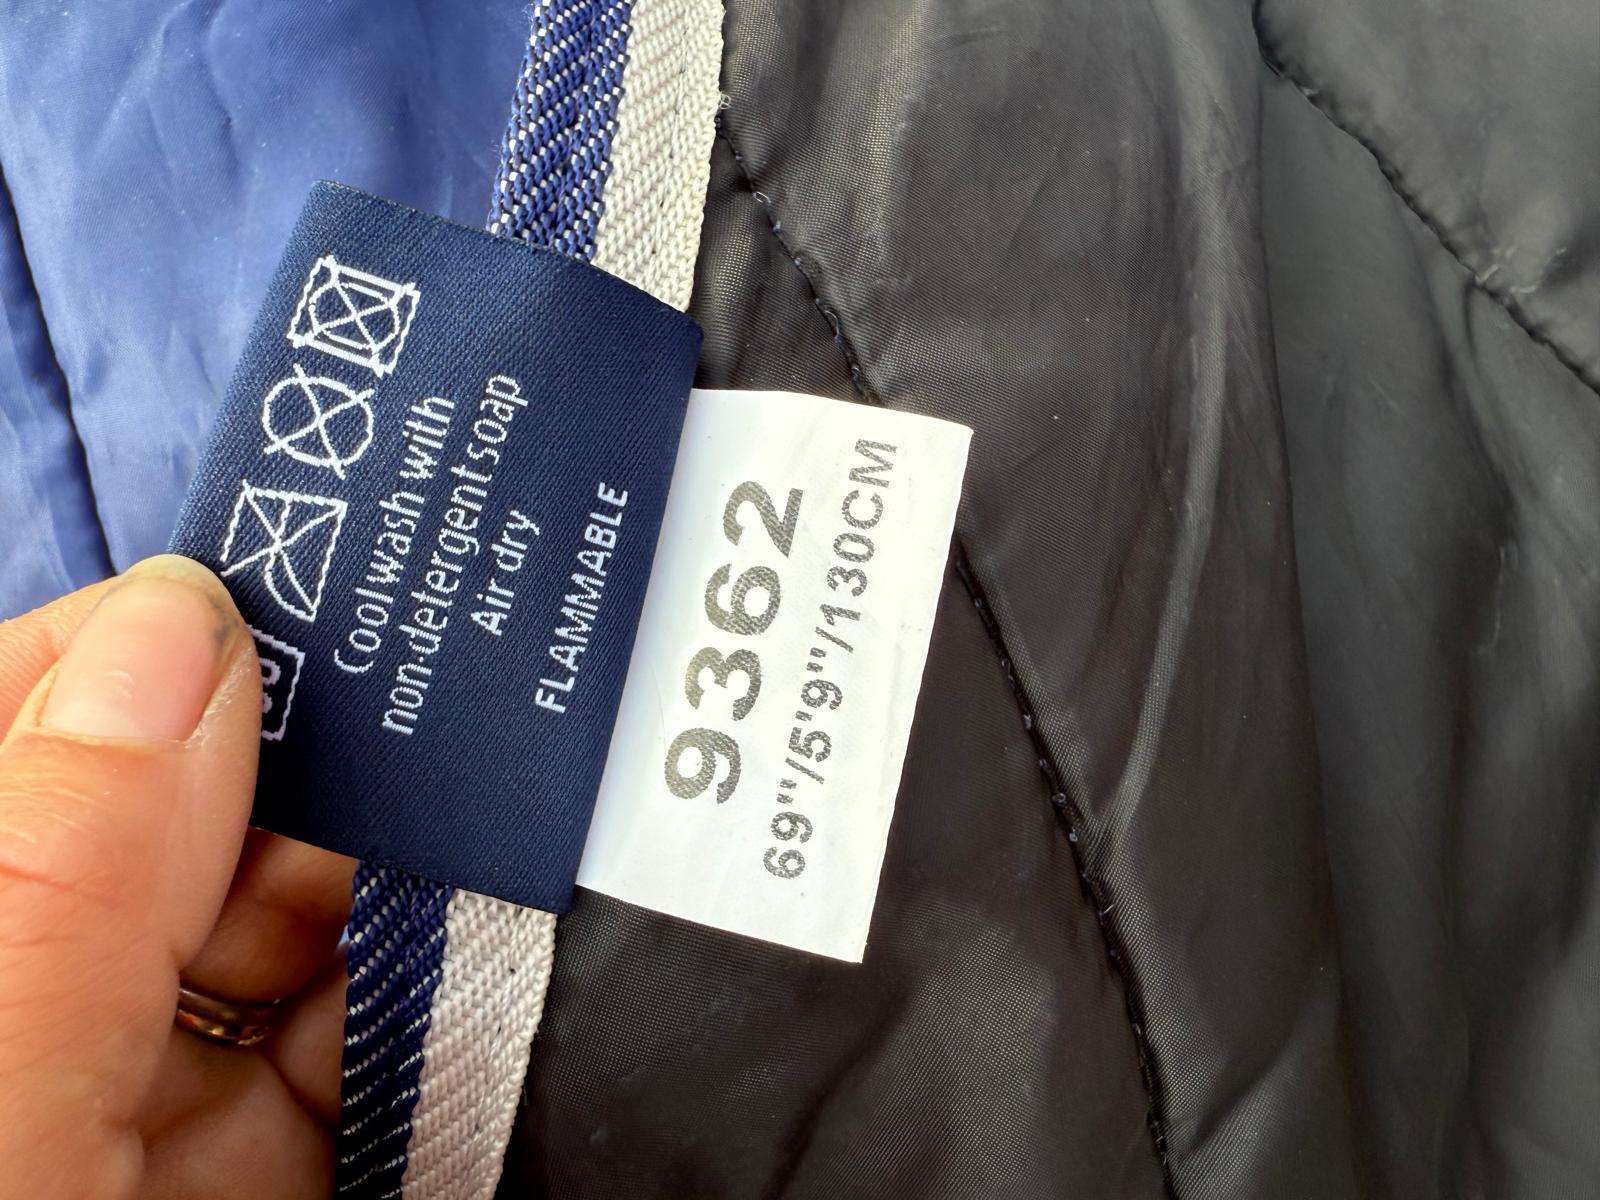 Cool wash with
non-detergent soap
Air dry
FLAMMABLE
9362
69"/5'9"/130CM